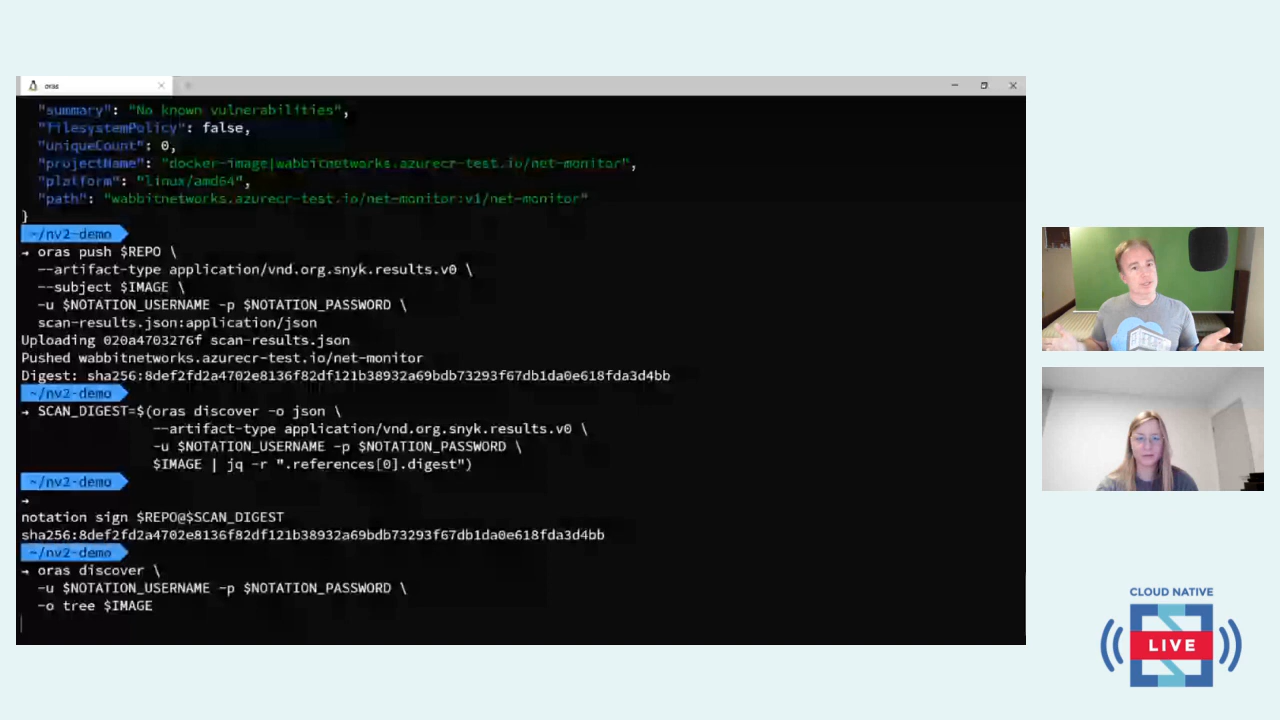 oras
"summary": "No known vulnerabilities",
"filesystemPolicy": false,
"uniqueCount": 0,
"projectName": "docker-image|wabbitnetworks.azurecr-test.io/net-monitor",
"platform": "linux/amd64",
"path": "wabbitnetworks.azurecr-test.io/net-monitor:v1/net-monitor"
}
~/nv2-demo
→ oras push $REPO \
--artifact-type application/vnd.org.snyk.results.v0 \
--subject $IMAGE \
-u $NOTATION_USERNAME -p $NOTATION_PASSWORD \
scan-results.json:application/json
Uploading 020a4703276f scan-results.json
Pushed wabbitnetworks.azurecr-test.io/net-monitor
Digest: sha256:8def2fd2a4702e8136f82df121b38932a69bdb73293f67db1da0e618fda3d4bb
~/nv2-demo
→ SCAN_DIGEST=$(oras discover -o json \
--artifact-type application/vnd.org.snyk.results.v0 \
-u $NOTATION_USERNAME -p $NOTATION_PASSWORD \
$IMAGE | jq -r ".references[0].digest")
~/nv2-demo
→
notation sign $REPO@$SCAN_DIGEST
sha256:8def2fd2a4702e8136f82df121b38932a69bdb73293f67db1da0e618fda3d4bb
~/nv2-demo
→ oras discover \
-u $NOTATION_USERNAME -p $NOTATION_PASSWORD \
-o tree $IMAGE
CLOUD NATIVE
LIVE